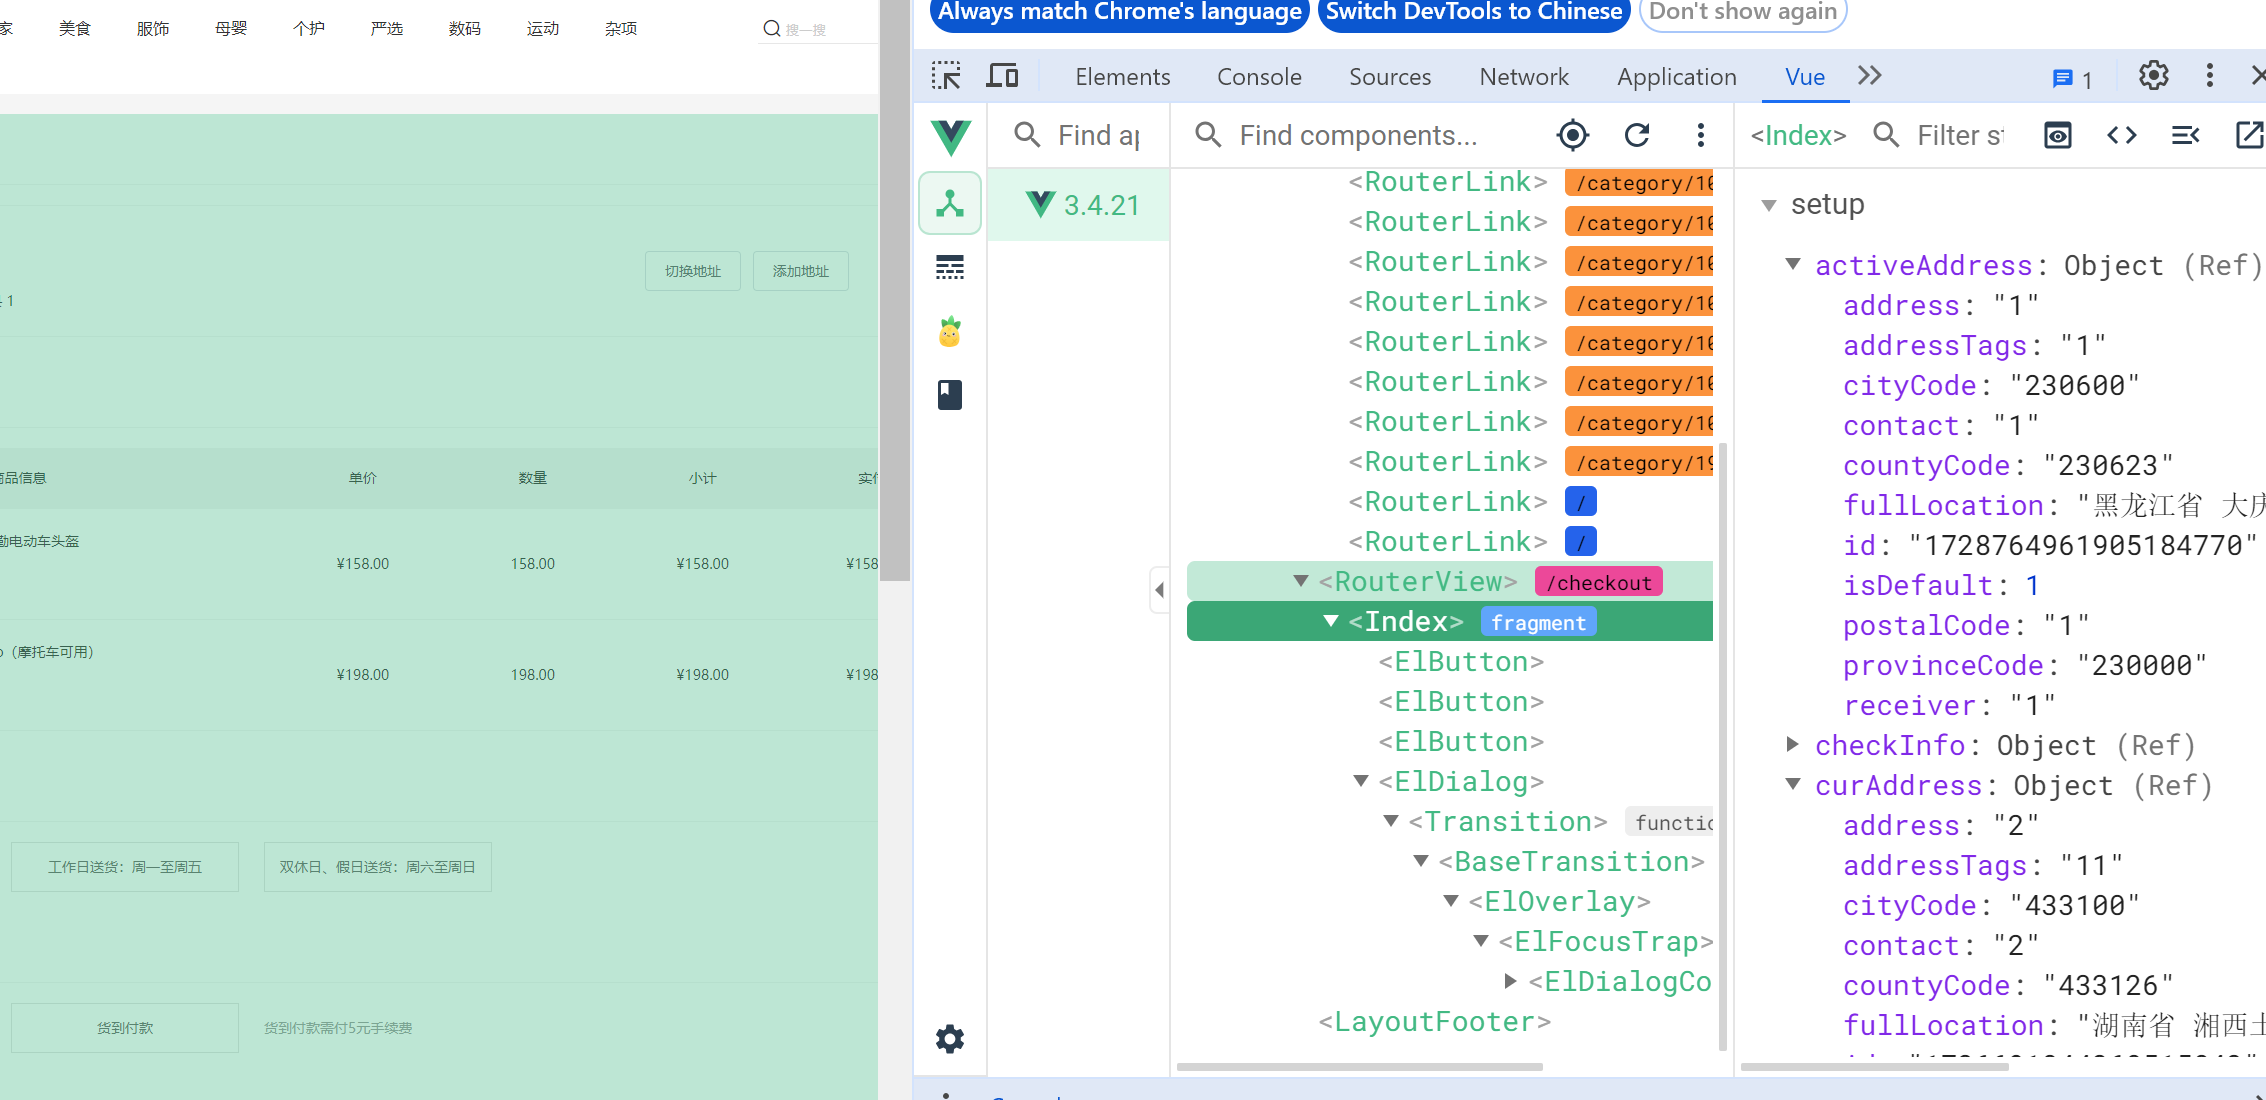 家 美食 服饰 母婴 个护 严选 数码 运动 杂项 搜一搜
切换地址 添加地址
1
商品信息 单价 数量 小计 实付
勤电动车头盔
¥158.00 158.00 ¥158.00 ¥158
（摩托车可用）
¥198.00 198.00 ¥198.00 ¥198
工作日送货：周一至周五 双休日、假日送货：周六至周日
货到付款 货到付款需付5元手续费
Always match Chrome's language Switch DevTools to Chinese Don't show again
Elements Console Sources Network Application Vue 1
Find ap
3.4.21
Find components...
<RouterLink> /category/10
<RouterLink> /category/10
<RouterLink> /category/10
<RouterLink> /category/10
<RouterLink> /category/10
<RouterLink> /category/10
<RouterLink> /category/10
<RouterLink> /category/19
<RouterLink> /
<RouterLink> /
<RouterView> /checkout
<Index> fragment
<ElButton>
<ElButton>
<ElButton>
<ElDialog>
<Transition> functio
<BaseTransition>
<ElOverlay>
<ElFocusTrap>
<ElDialogCo
<LayoutFooter>
<Index> Filter st
setup
activeAddress: Object (Ref)
address: "1"
addressTags: "1"
cityCode: "230600"
contact: "1"
countyCode: "230623"
fullLocation: "黑龙江省 大庆
id: "1728764961905184770"
isDefault: 1
postalCode: "1"
provinceCode: "230000"
receiver: "1"
checkInfo: Object (Ref)
curAddress: Object (Ref)
address: "2"
addressTags: "11"
cityCode: "433100"
contact: "2"
countyCode: "433126"
fullLocation: "湖南省 湘西土